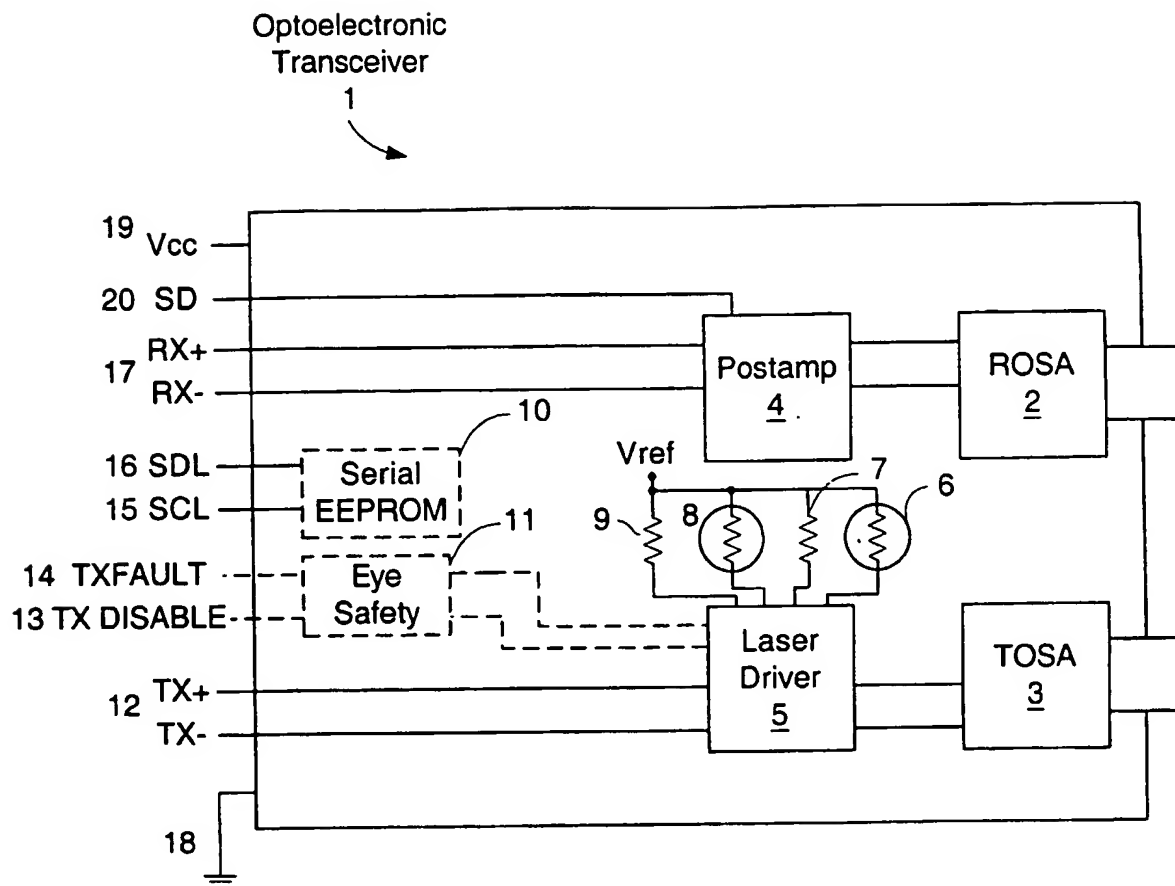 Optoelectronic
Transceiver
1
19 Vcc
20 SD
17 RX+
RX-
Postamp
4
ROSA
2
10
16 SDL
15 SCL
Serial
EEPROM
Vref
9
8
7
6
11
14 TXFAULT
13 TX DISABLE
Eye
Safety
12 TX+
TX-
Laser
Driver
5
TOSA
3
18